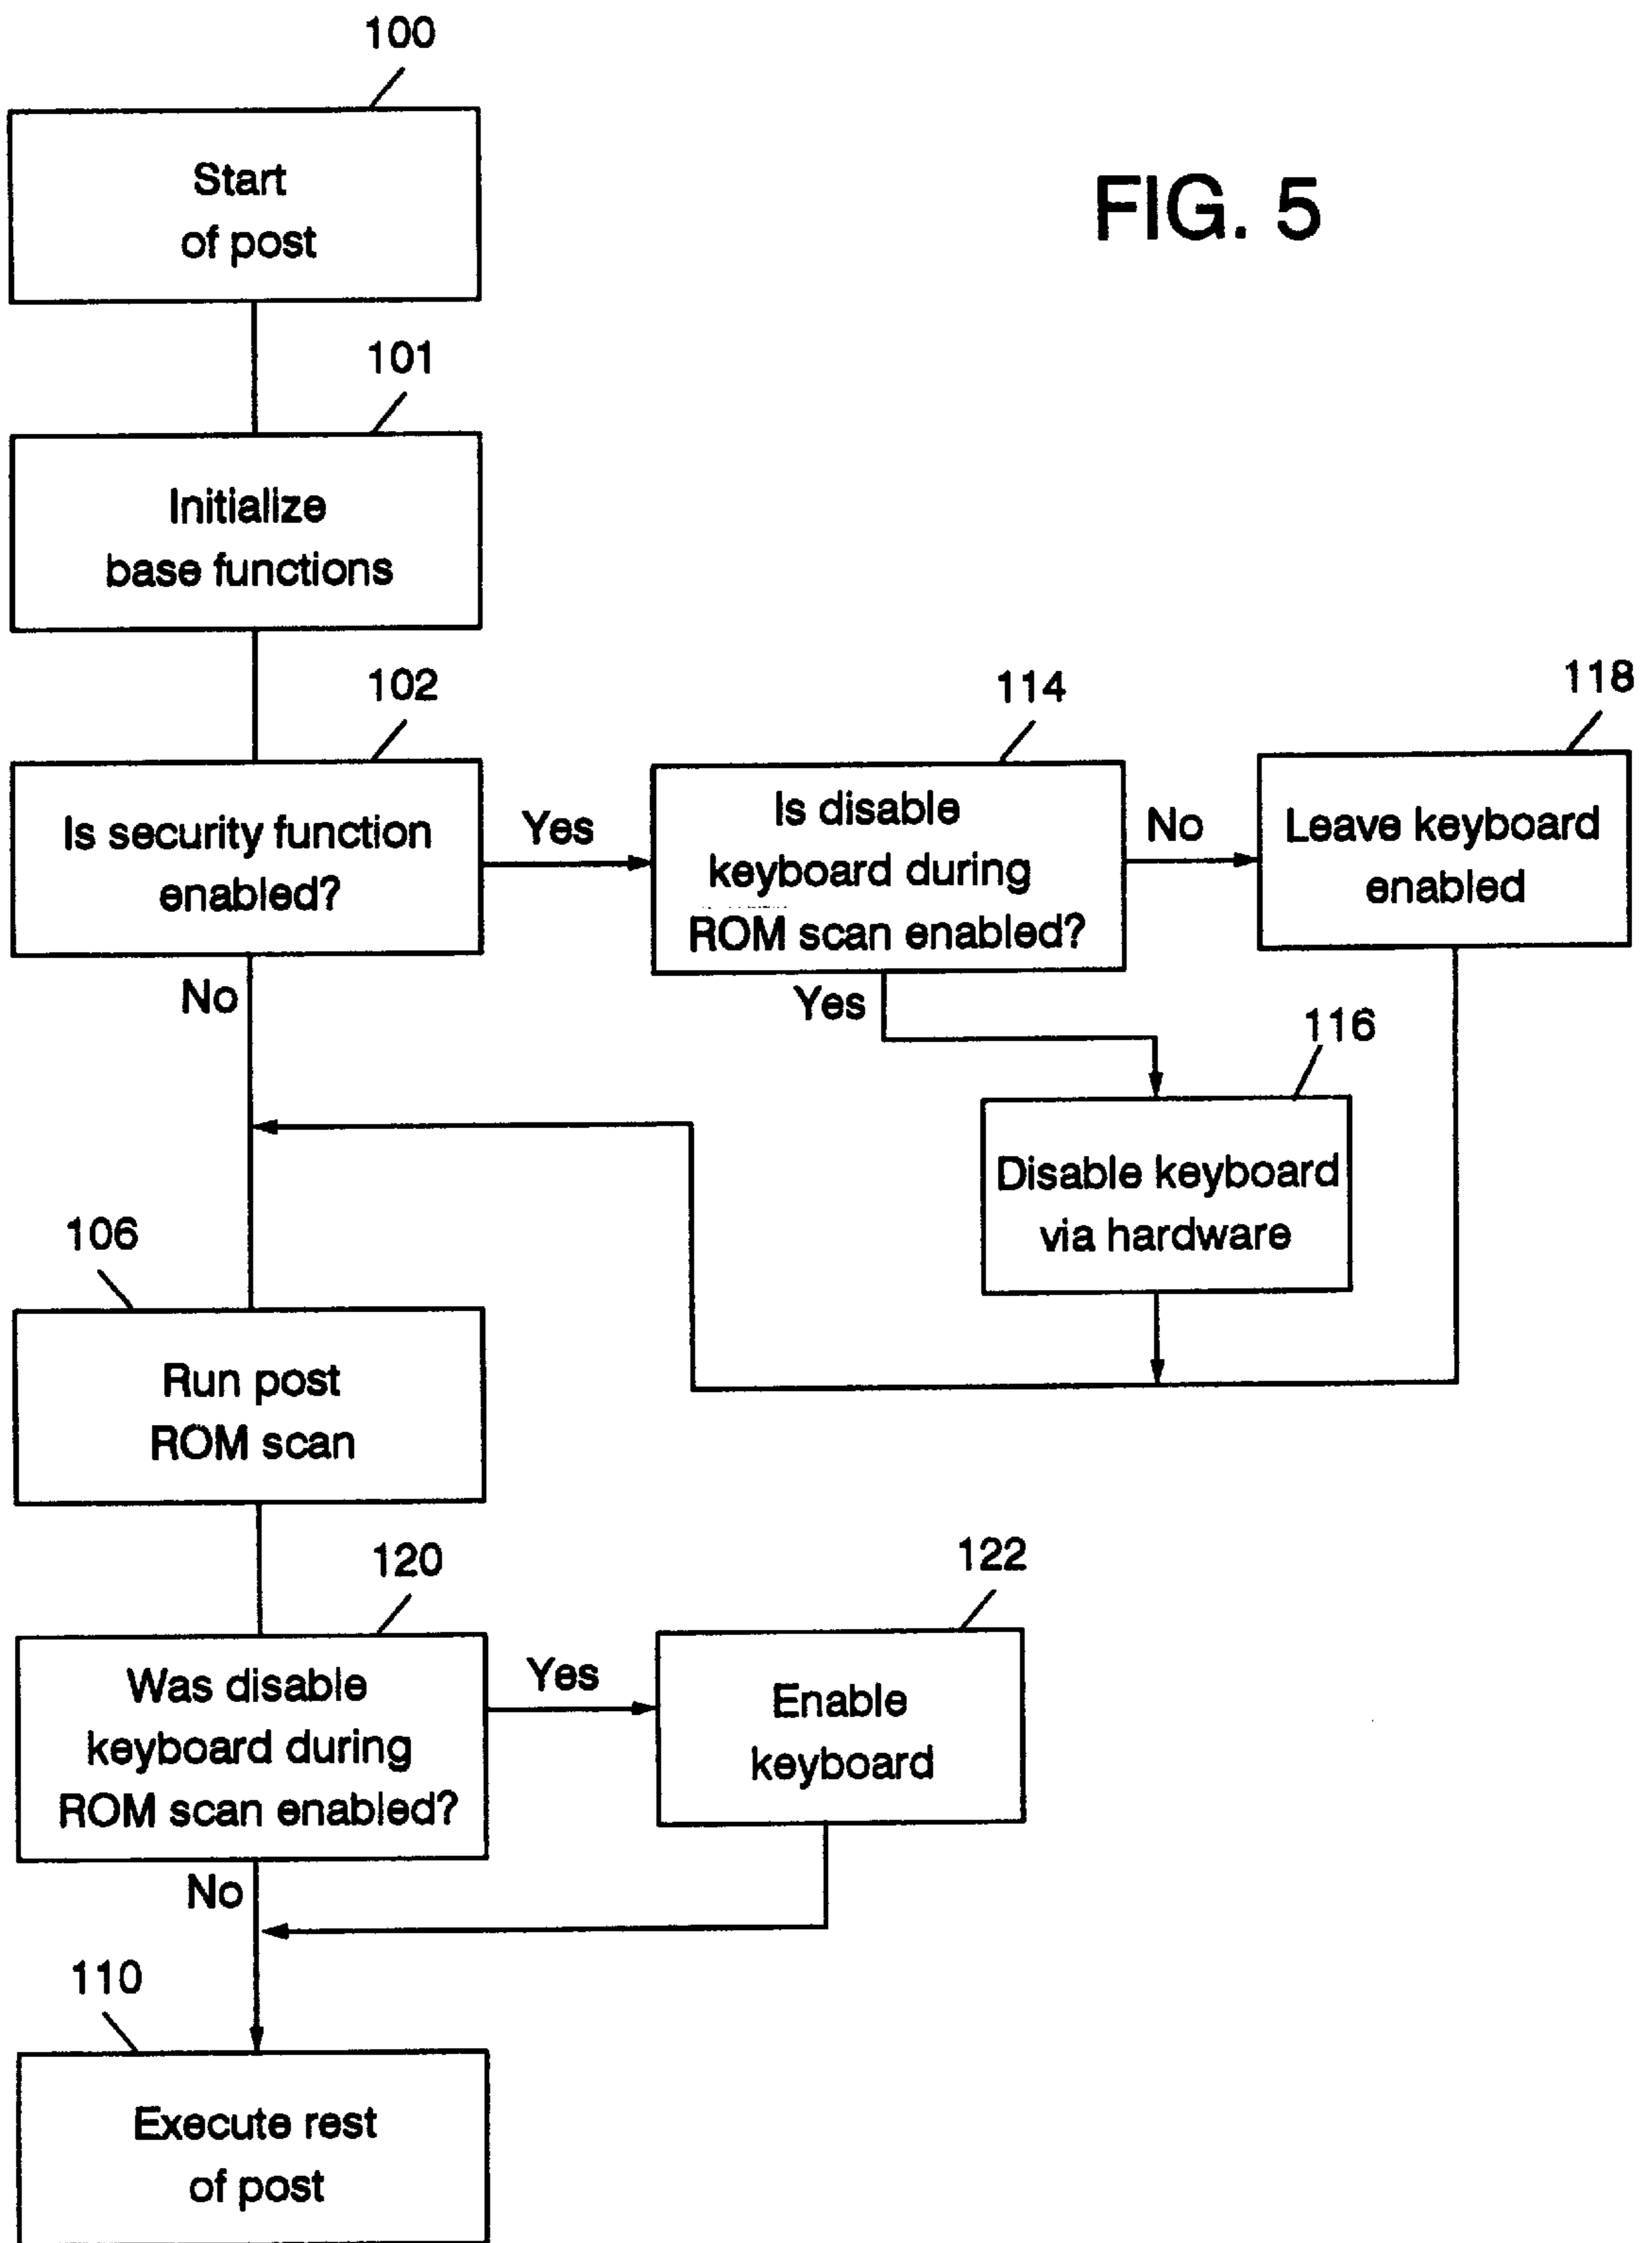 100
Start
of post
FIG. 5
101
Initialize
base functions
102
Is security function
enabled?
Yes
No
114
Is disable
keyboard during
ROM scan enabled?
No
Yes
118
Leave keyboard
enabled
116
Disable keyboard
via hardware
106
Run post
ROM scan
120
Was disable
keyboard during
ROM scan enabled?
Yes
No
122
Enable
keyboard
110
Execute rest
of post